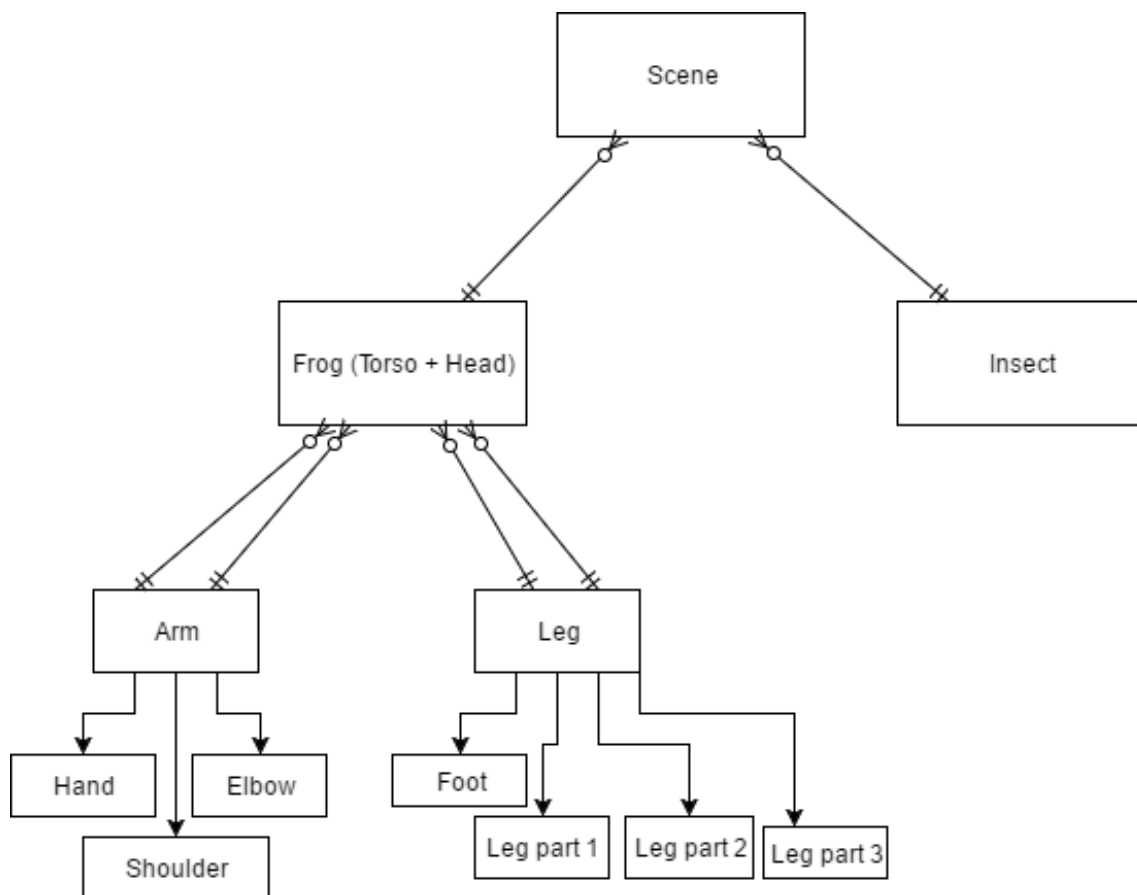 Scene
Frog (Torso + Head)
Insect
Arm
Leg
Hand
Elbow
Foot
Shoulder
Leg part 1
Leg part 2
Leg part 3